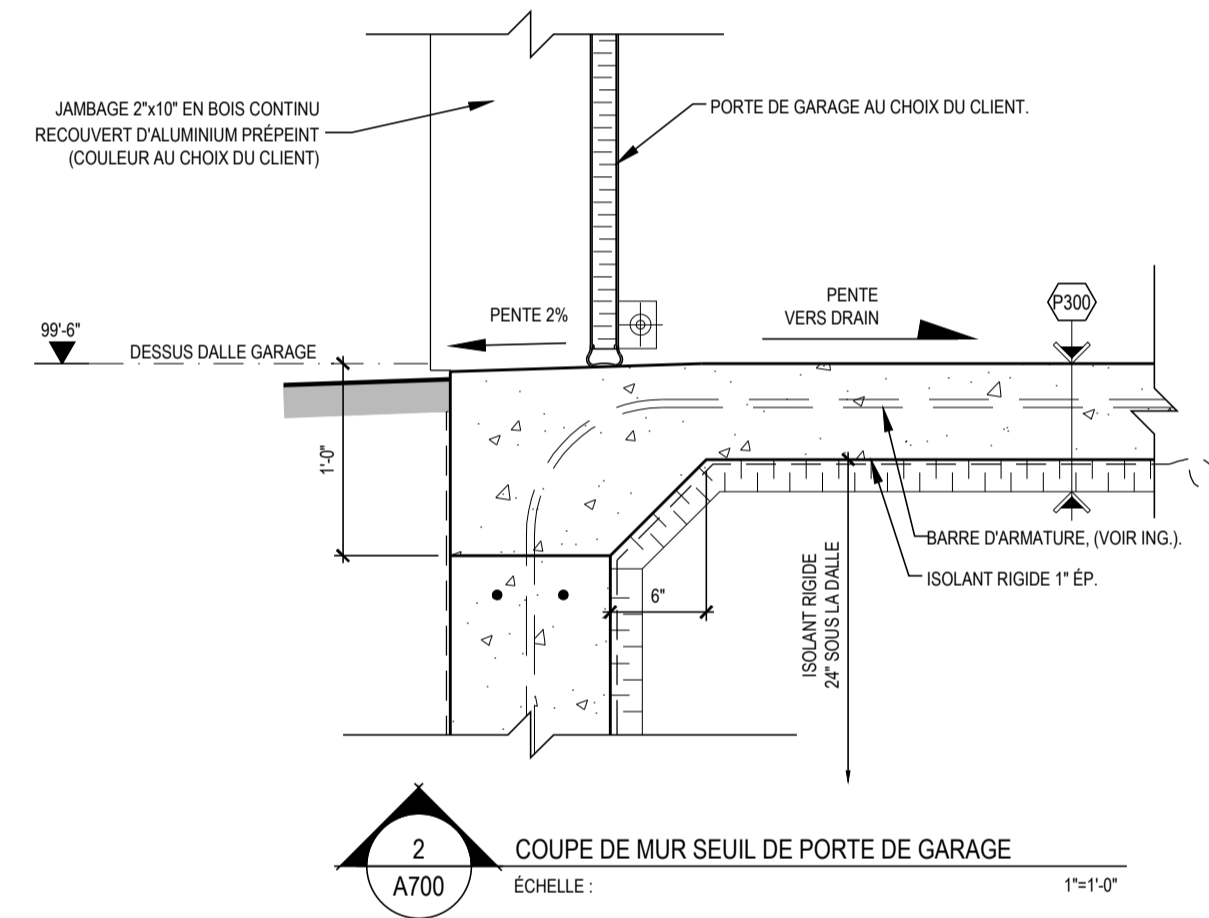 JAMBAGE 2"x10" EN BOIS CONTINU
RECOUVERT D'ALUMINIUM PRÉPEINT
(COULEUR AU CHOIX DU CLIENT)
PORTE DE GARAGE AU CHOIX DU CLIENT.
PENTE 2%
PENTE
VERS DRAIN
P300
99'-6"
DESSUS DALLE GARAGE
1'-0"
6"
ISOLANT RIGIDE
24" SOUS LA DALLE
BARRE D'ARMATURE, (VOIR ING.).
ISOLANT RIGIDE 1" ÉP.
2
A700
COUPE DE MUR SEUIL DE PORTE DE GARAGE
ÉCHELLE :
1"=1'-0"